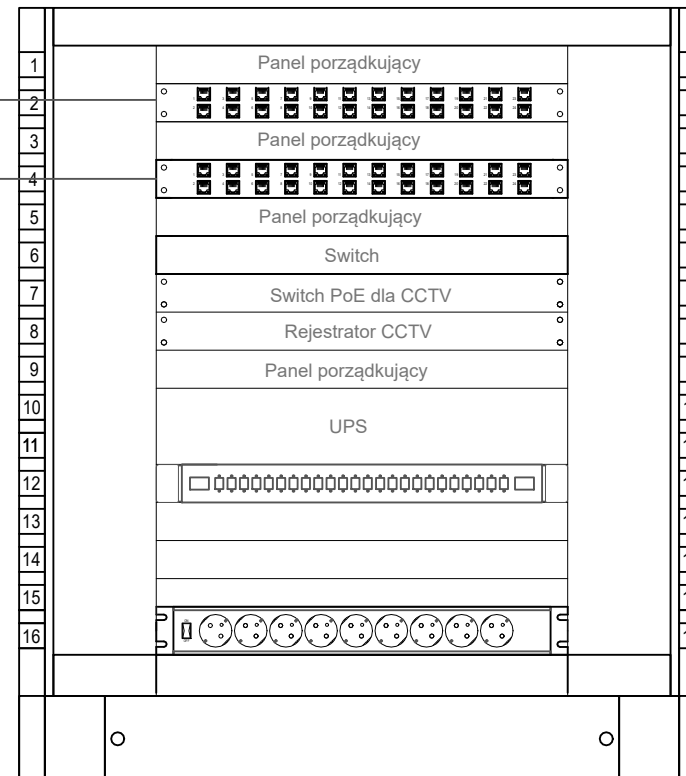 1 Panel porządkujący
2
3 Panel porządkujący
4
5 Panel porządkujący
6 Switch
7 Switch PoE dla CCTV
8 Rejestrator CCTV
9 Panel porządkujący
10
UPS
11
12
13
14
15
16